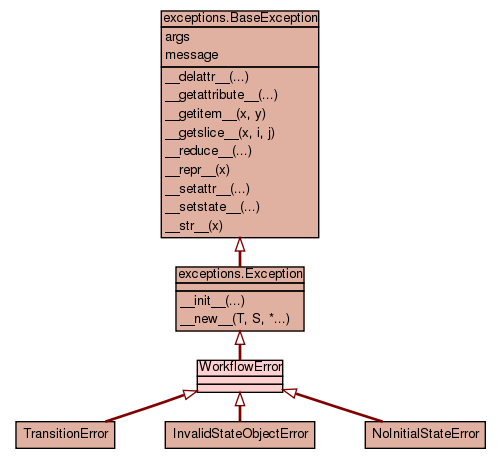 exceptions.BaseException
args
message
__delattr__(...)
__getattribute__(...)
__getitem__(x, y)
__getslice__(x, i, j)
__reduce__(...)
__repr__(x)
__setattr__(...)
__setstate__(...)
__str__(x)
exceptions.Exception
__init__(...)
__new__(T, S, *...)
WorkflowError
TransitionError
InvalidStateObjectError
NoInitialStateError